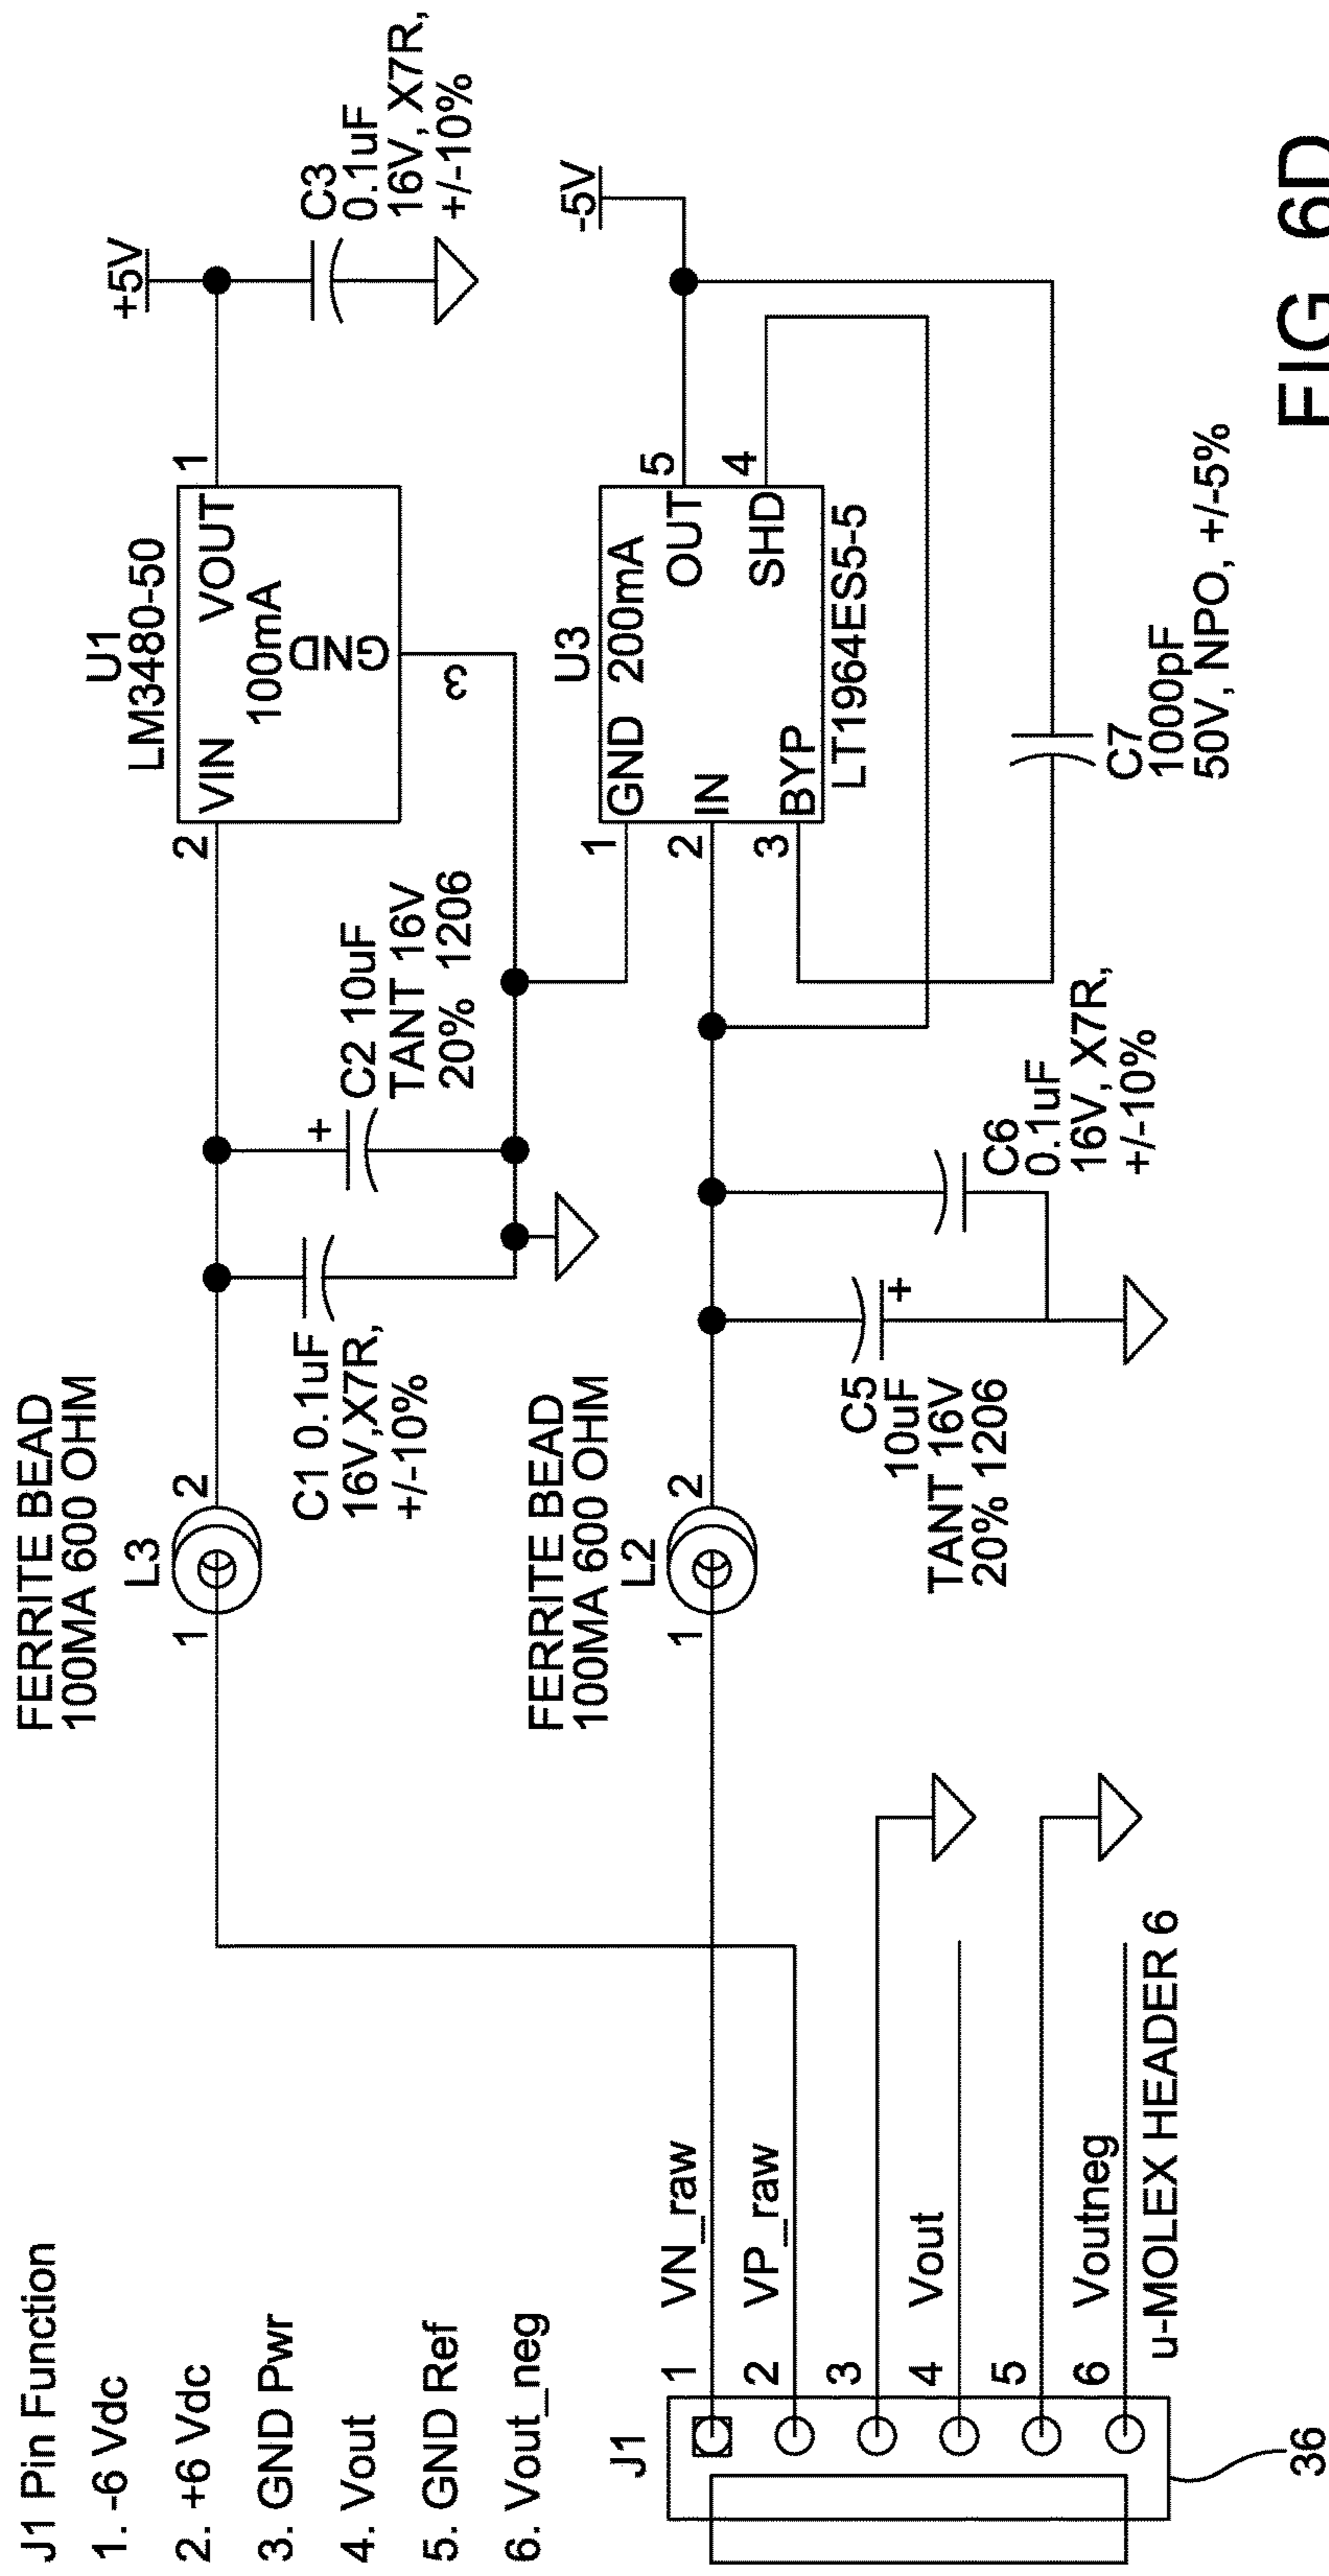 J1 Pin Function
1. -6 Vdc
2. +6 Vdc
3. GND Pwr
4. Vout
5. GND Ref
6. Vout_neg
J1
1
VN_raw
2
VP_raw
3
4
Vout
5
6
Voutneg
u-MOLEX HEADER 6
36
FERRITE BEAD
100MA 600 OHM
L3
1
2
C1 0.1uF
16V,X7R,
+/-10%
+
C2 10uF
TANT 16V
20% 1206
U1
LM3480-50
2
VIN
VOUT
1
100mA
GND
3
+5V
C3
0.1uF
16V, X7R,
+/-10%
FERRITE BEAD
100MA 600 OHM
L2
1
2
C5
10uF
TANT 16V
20% 1206
+
C6
0.1uF
16V, X7R,
+/-10%
U3
GND 200mA
1
2
IN
OUT
5
3
BYP
SHD
4
LT1964ES5-5
-5V
C7
1000pF
50V, NPO, +/-5%
FIG. 6D